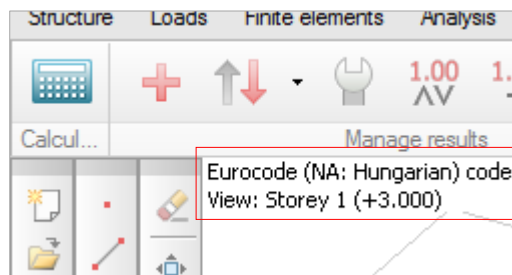 Structure Loads Finite elements Analysis
1.00
Calcul... Manage results
Eurocode (NA: Hungarian) code
View: Storey 1 (+3.000)